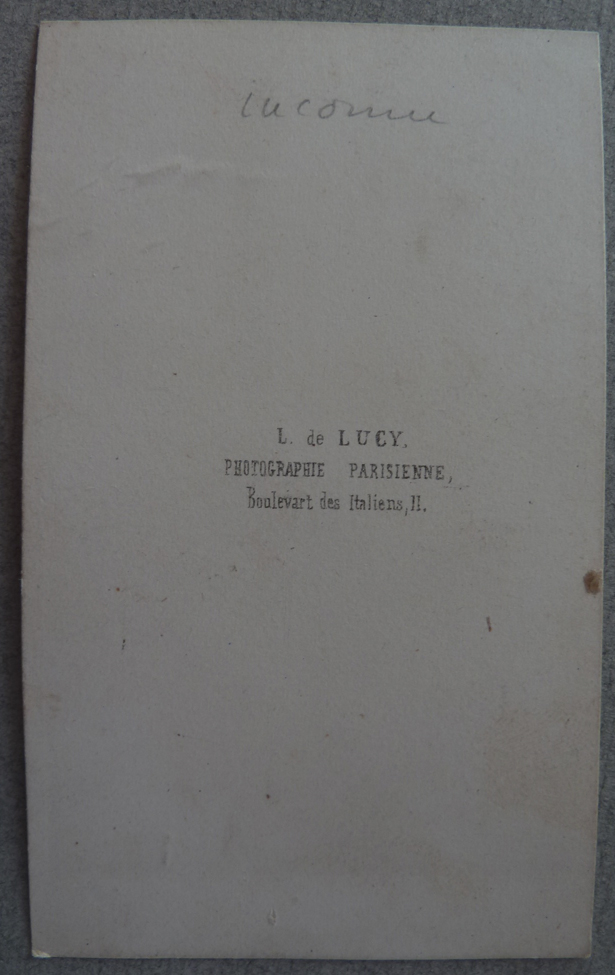 inconnu
L. de LUCY,
PHOTOGRAPHIE PARISIENNE,
Boulevart des Italiens, 11.